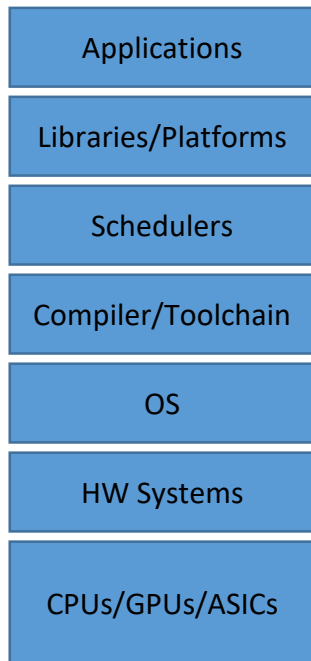 Applications
Libraries/Platforms
Schedulers
Compiler/Toolchain
OS
HW Systems
CPUs/GPUs/ASICs